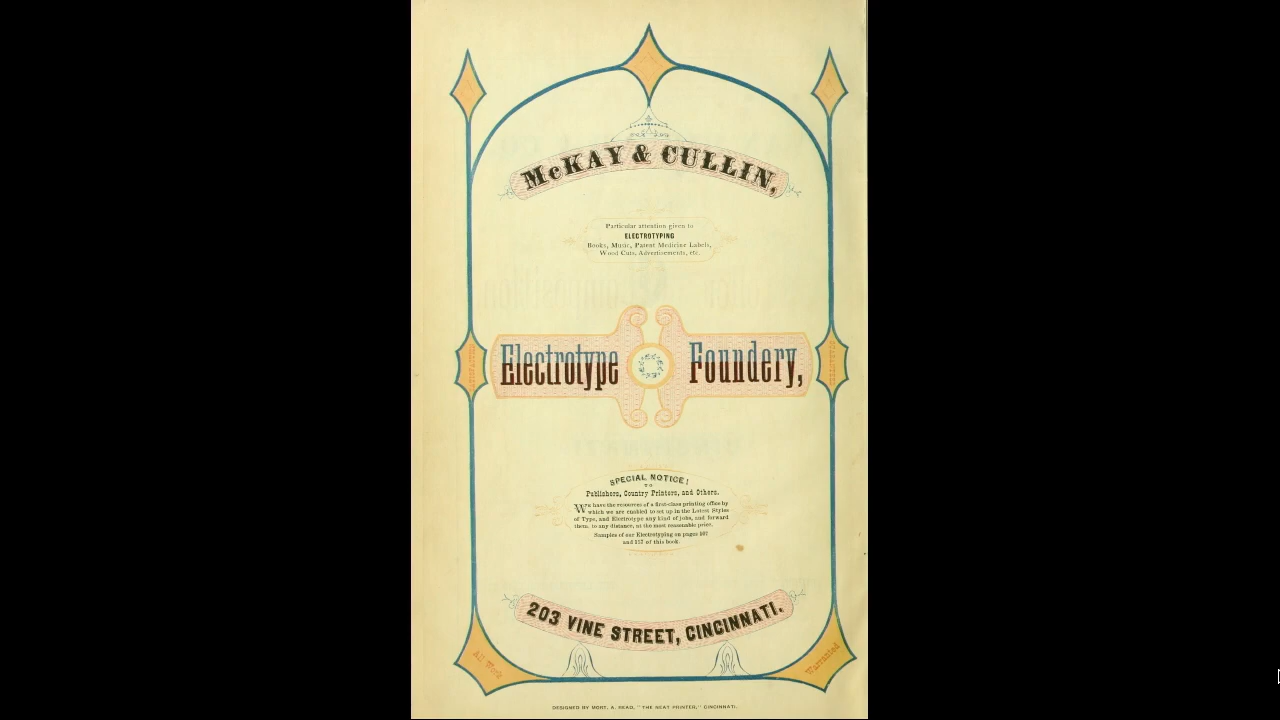 McKAY & CULLIN,
Particular attention given to
ELECTROTYPING
Books, Music, Patent Medicine Labels,
Wood Cuts, Advertisements, etc.
Electrotype Foundery,
SPECIAL NOTICE!
TO
Publishers, Country Printers, and Others.
We have the resources of a first-class printing office by
which we are enabled to set up in the Latest Styles
of Type, and Electrotype any kind of jobs, and forward
them, to any distance, at the most reasonable price.
Samples of our Electrotyping on pages
and 157 of this book.
203 VINE STREET, CINCINNATI.
All Work
Warranted
DESIGNED BY MORT. A. READ, "THE NEAT PRINTER," CINCINNATI.